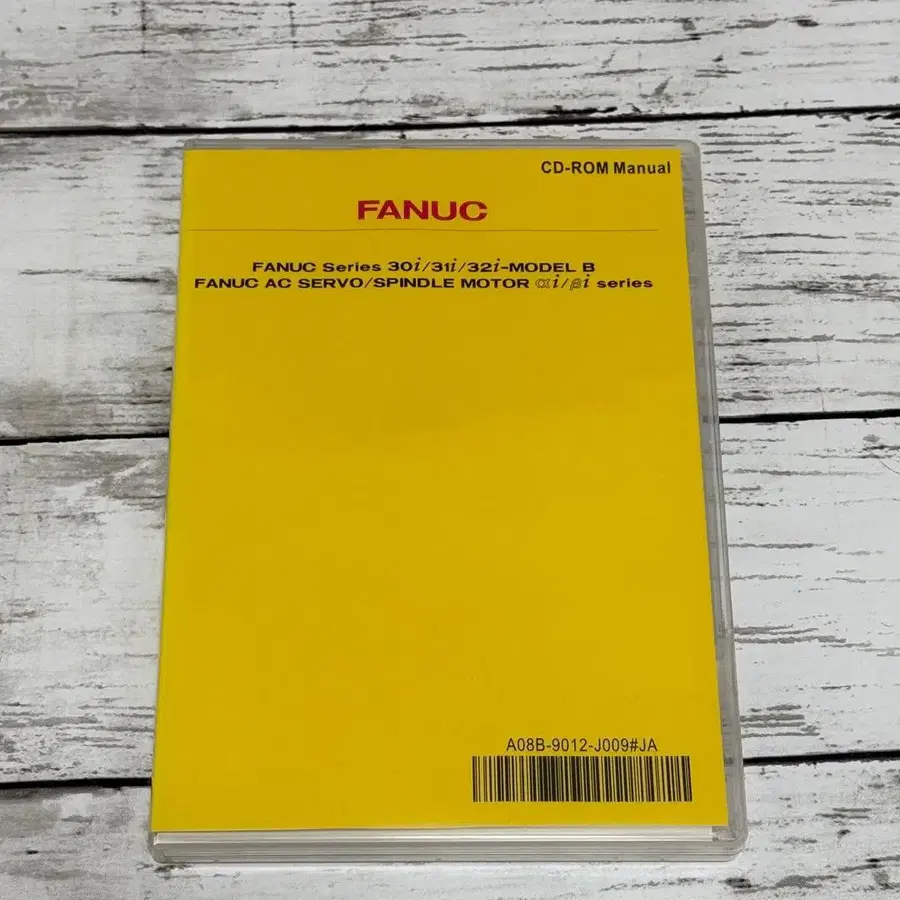 CD-ROM Manual
FANUC
FANUC Series 30i/31i/32i-MODEL B
FANUC AC SERVO/SPINDLE MOTOR αi/βi series
A08B-9012-J009#JA